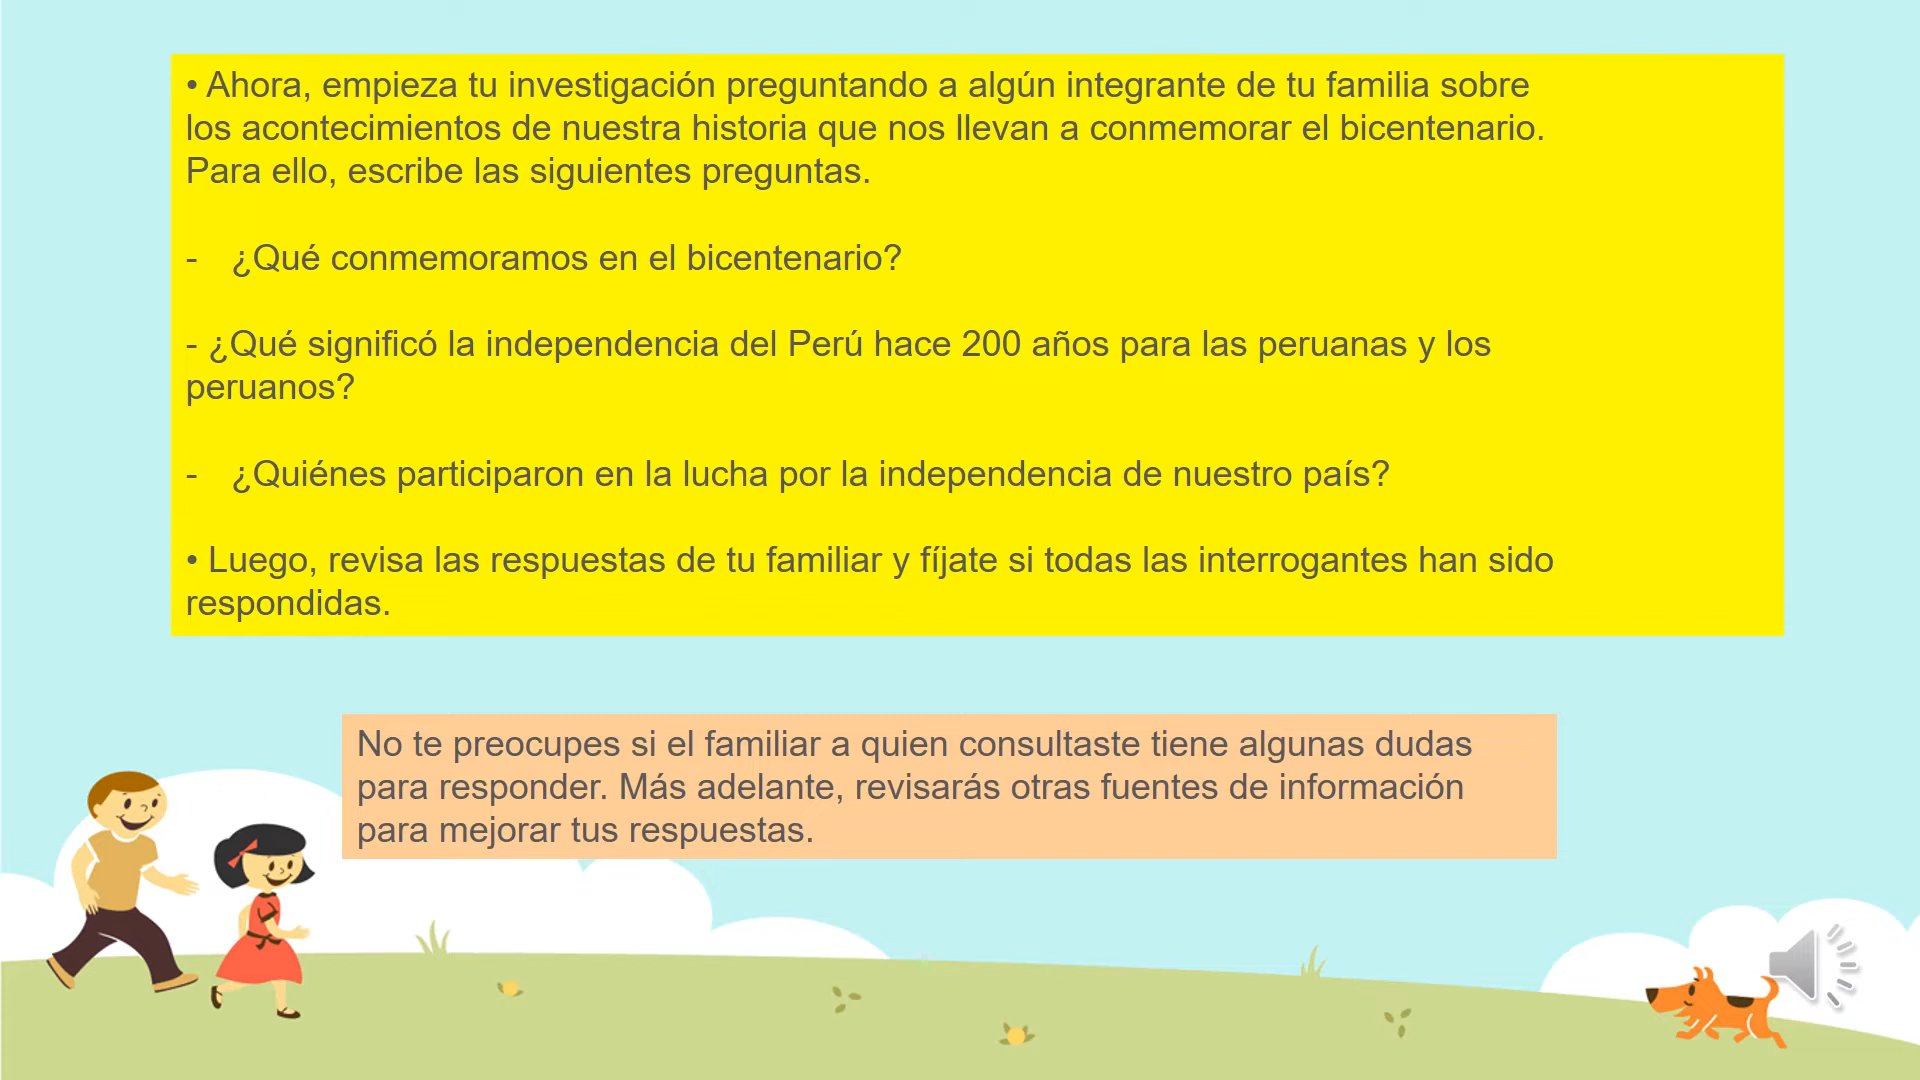 • Ahora, empieza tu investigación preguntando a algún integrante de tu familia sobre
los acontecimientos de nuestra historia que nos llevan a conmemorar el bicentenario.
Para ello, escribe las siguientes preguntas.
- ¿Qué conmemoramos en el bicentenario?
- ¿Qué significó la independencia del Perú hace 200 años para las peruanas y los
peruanos?
- ¿Quiénes participaron en la lucha por la independencia de nuestro país?
• Luego, revisa las respuestas de tu familiar y fíjate si todas las interrogantes han sido
respondidas.
No te preocupes si el familiar a quien consultaste tiene algunas dudas
para responder. Más adelante, revisarás otras fuentes de información
para mejorar tus respuestas.